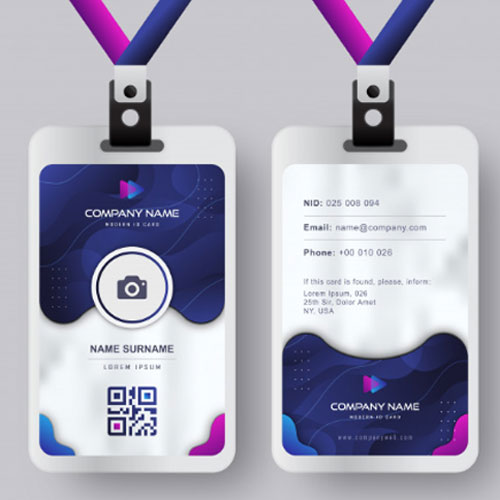 COMPANY NAME
MODERN ID CARD
NAME SURNAME
LOREM IPSUM
NID: 025 008 094
Email: name@company.com
Phone: +00 010 026
If this card is found, please, inferm:
Lorem Ipsum, 026
25th Sir, Dolor Amet
NY, USA
COMPANY NAME
MODERN ID CARD
www.companyweb.com